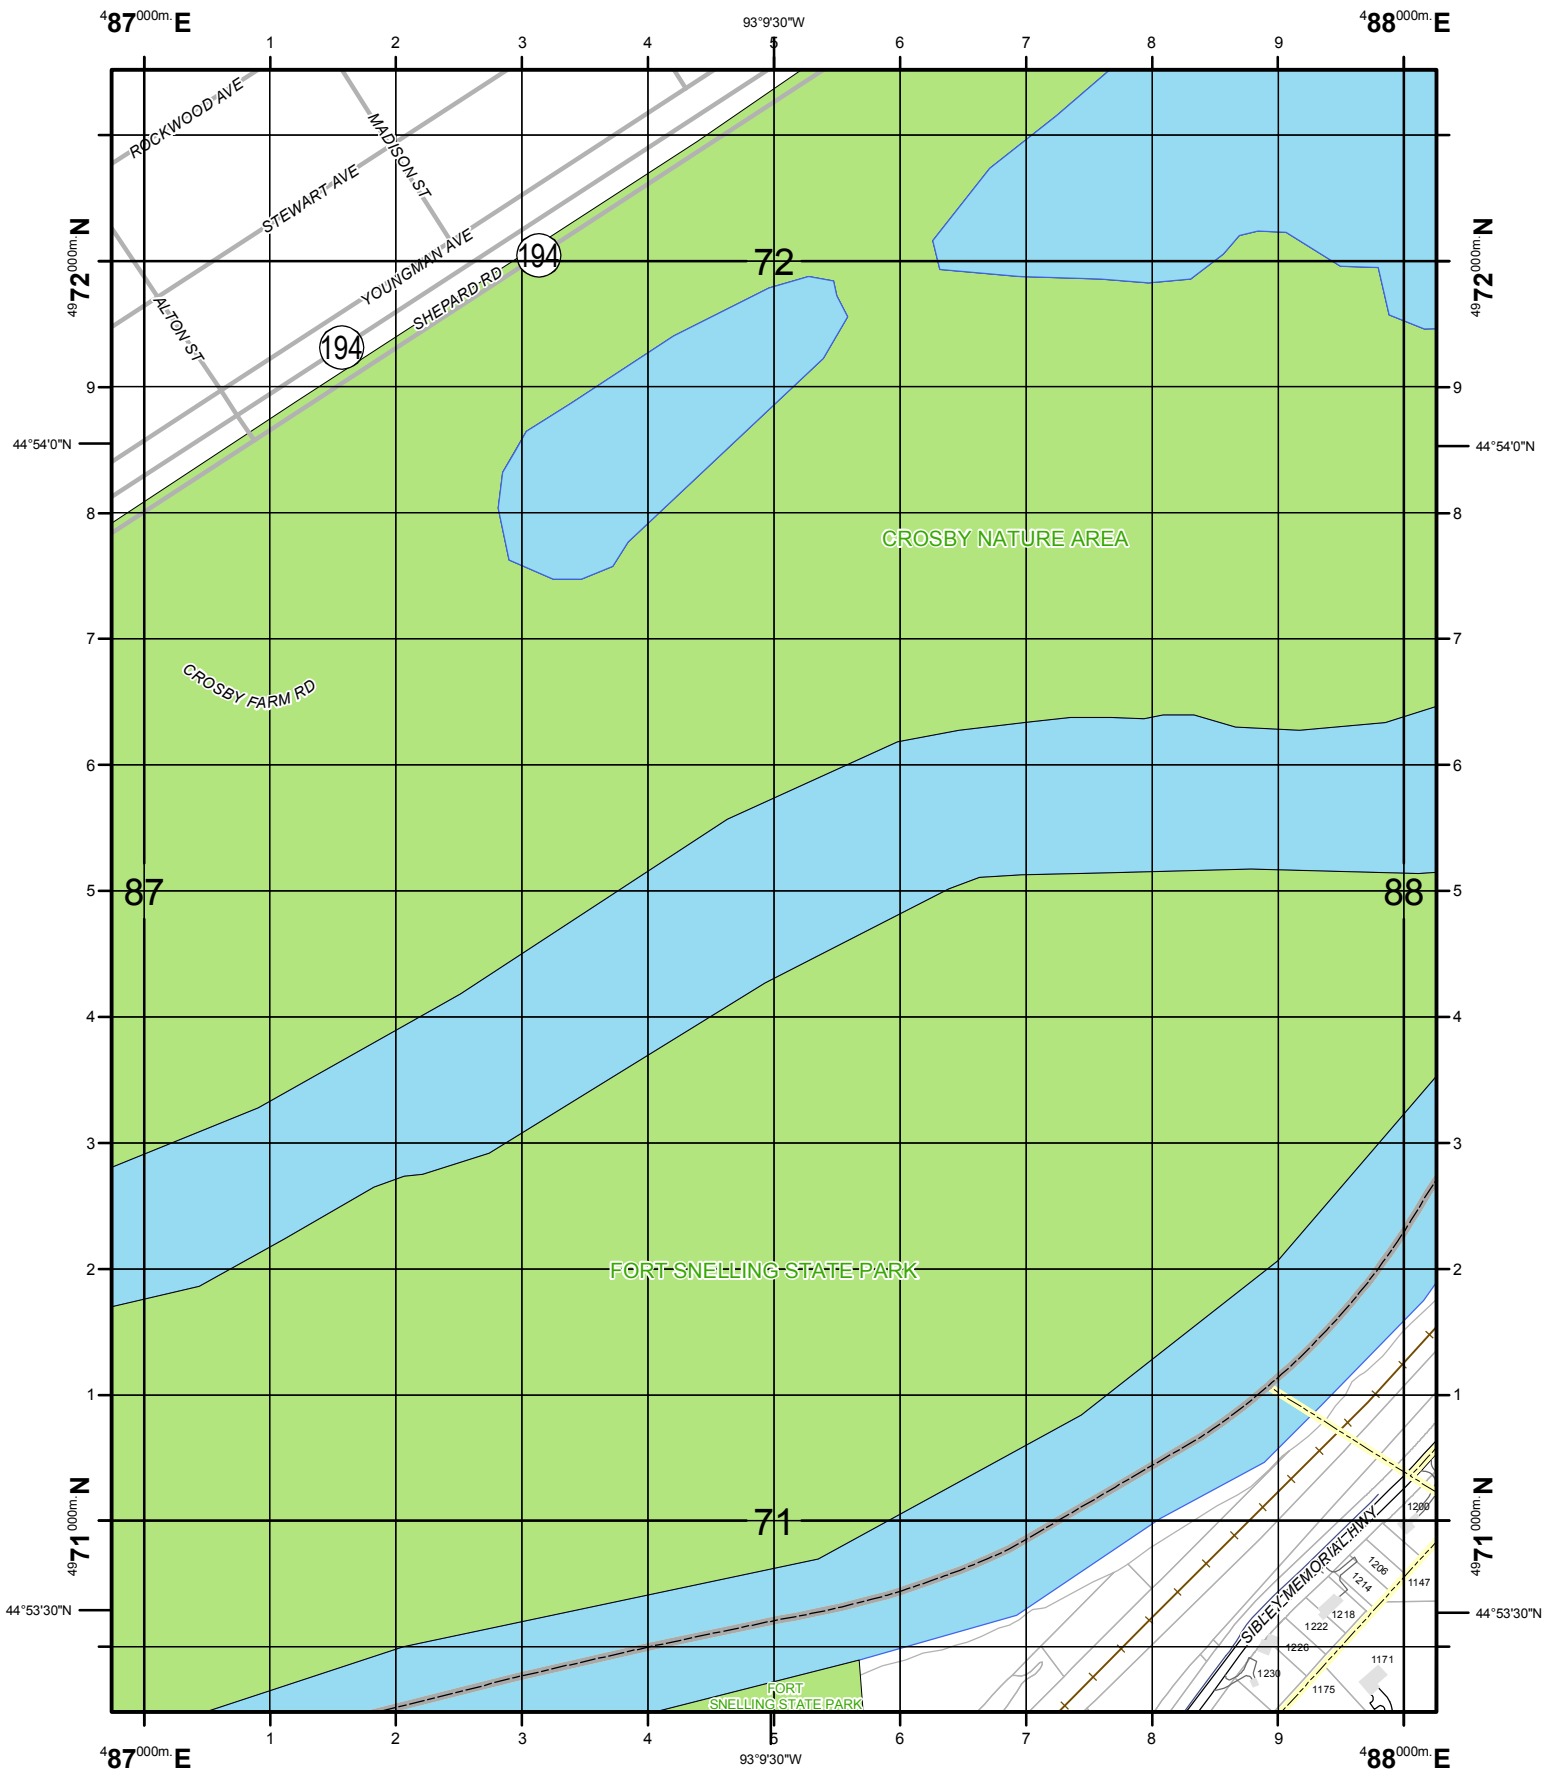 487000m. E
93°9'30"W
488000m. E
1 2 3 4 5 6 7 8 9
ROCKWOOD AVE
MADISON ST
STEWART AVE
YOUNGMAN AVE
SHEPARD RD
ALTON ST
194
194
72
4972000m. N
4972000m. N
9
9
44°54'0"N
44°54'0"N
8
8
CROSBY NATURE AREA
7
7
CROSBY FARM RD
6
6
87
5
5
88
4
4
3
3
2
FORT SNELLING STATE PARK
2
1
1
4971000m. N
71
4971000m. N
SIBLEY MEMORIAL HWY
1200
1206
1214
1147
1218
1222
1226
1230
1171
1175
44°53'30"N
44°53'30"N
FORT
SNELLING STATE PARK
1 2 3 4 5 6 7 8 9
487000m. E
93°9'30"W
488000m. E